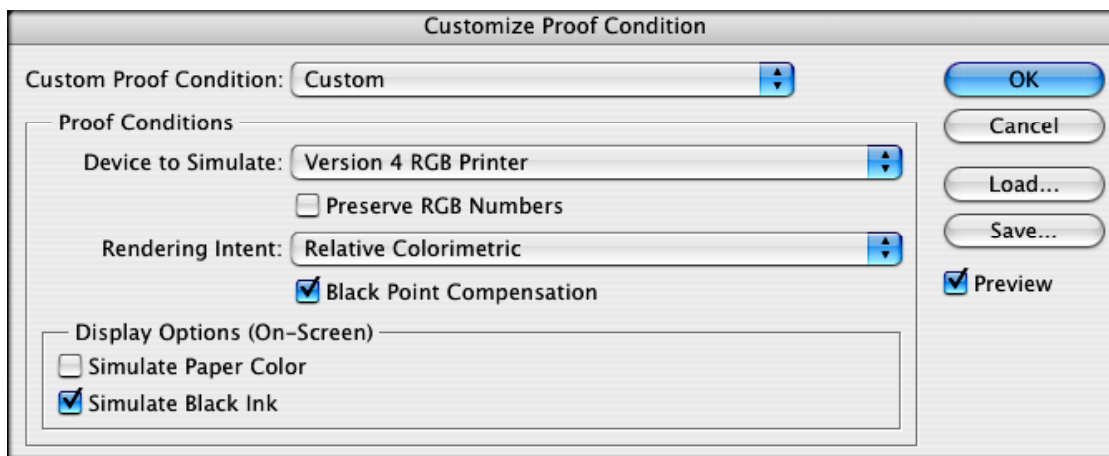 Customize Proof Condition
Custom Proof Condition: Custom
OK
Proof Conditions
Cancel
Device to Simulate: Version 4 RGB Printer
Load...
Preserve RGB Numbers
Save...
Rendering Intent: Relative Colorimetric
Black Point Compensation
Preview
Display Options (On-Screen)
Simulate Paper Color
Simulate Black Ink